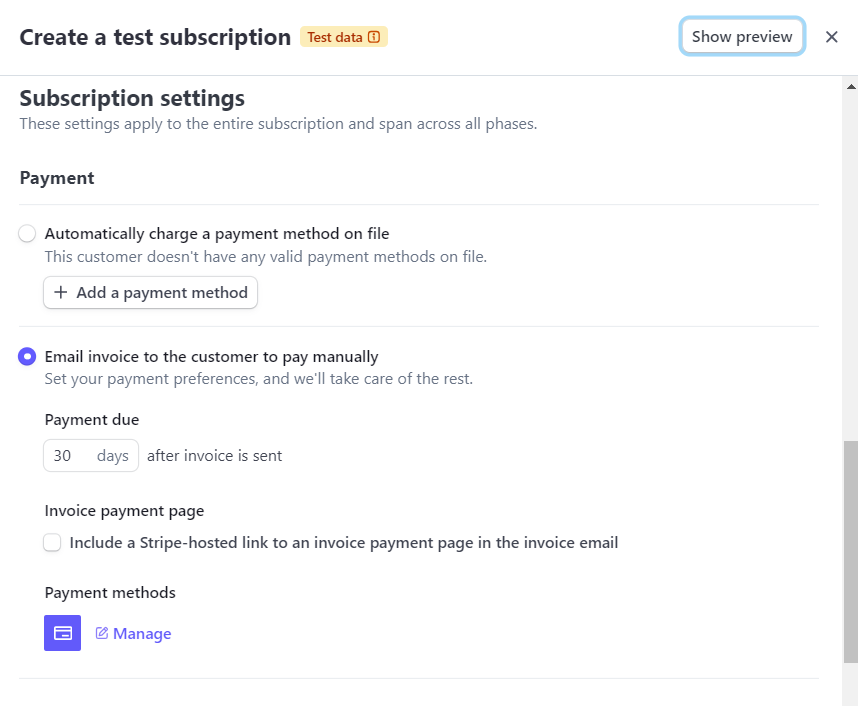 Create a test subscription Test data Show preview
Subscription settings
These settings apply to the entire subscription and span across all phases.
Payment
Automatically charge a payment method on file
This customer doesn't have any valid payment methods on file.
Add a payment method
Email invoice to the customer to pay manually
Set your payment preferences, and we'll take care of the rest.
Payment due
30 days after invoice is sent
Invoice payment page
Include a Stripe-hosted link to an invoice payment page in the invoice email
Payment methods
Manage